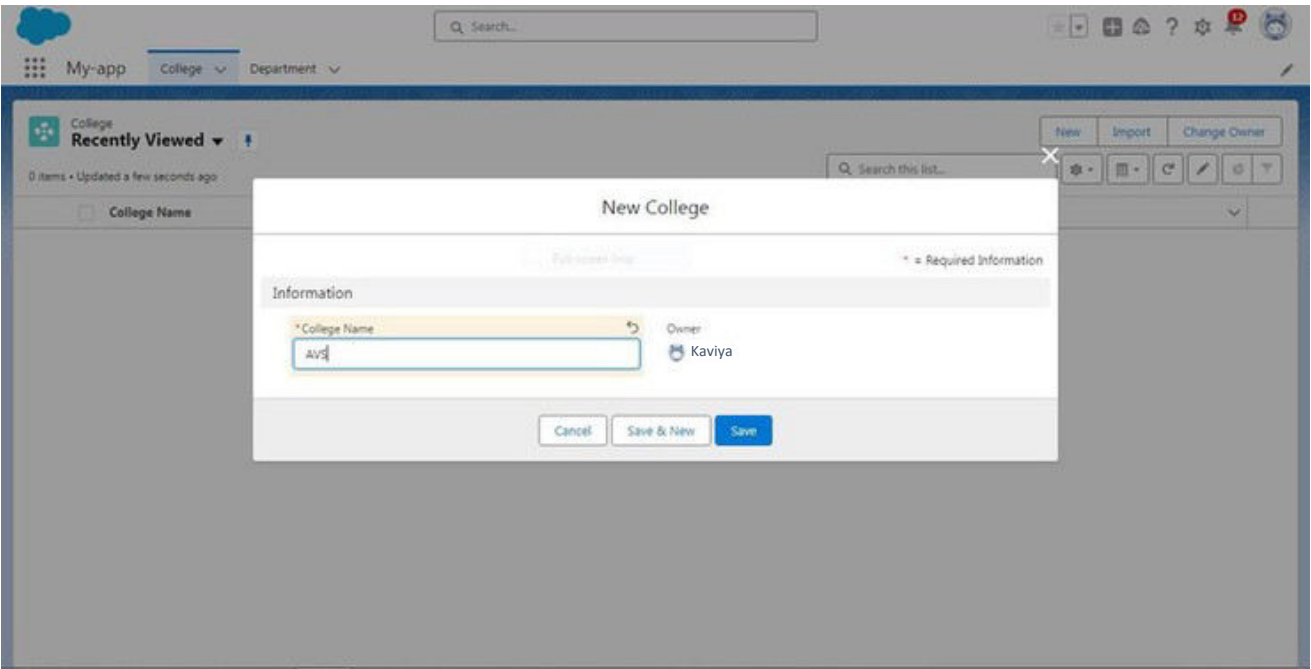 Search...
12
My-app College Department
College
Recently Viewed
New Import Change Owner
0 items • Updated a few seconds ago
Search this list...
College Name
New College
* = Required Information
Information
*College Name
Owner
AVS
Kaviya
Cancel Save & New Save